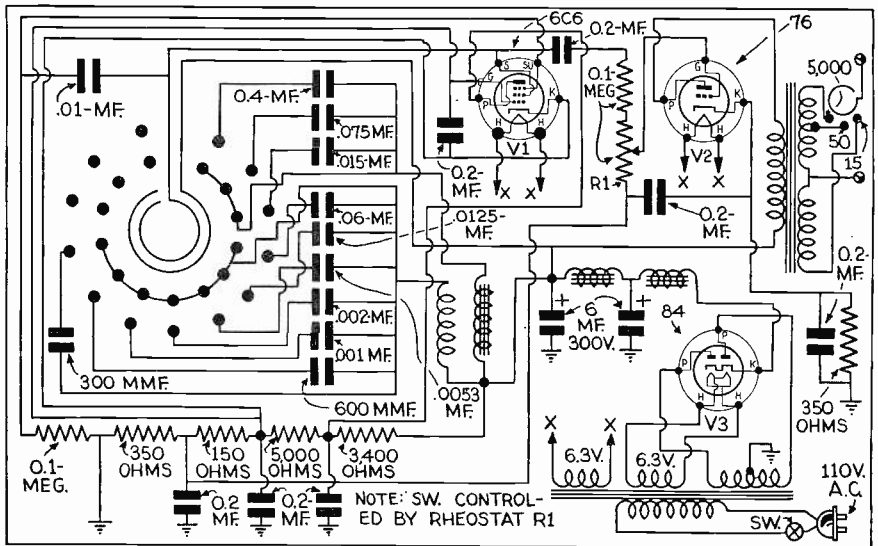 6C6
0.2-MF.
76
.01-MF.
0.4-MF.
.075 MF.
.015-MF.
.06-MF.
.0125-
MF.
.002-MF.
.001 MF.
600 MMF.
.0053
MF.
300 MMF.
0.2-
MF.
G
S
SU
P
K
H
H
V1
X
X
0.1-
MEG.
R1
0.2-
MF.
G
P
K
H
H
V2
X
X
5,000
50
15
0.2-
MF.
350
OHMS
6
MF.
300V.
84
P
P
K
H
H
V3
X
X
6.3V.
6.3V.
110V.
A.C.
SW.
0.1-
MEG.
350
OHMS
150
OHMS
5,000
OHMS
3,400
OHMS
0.2
MF.
0.2-
MF.
NOTE: SW. CONTROL-
ED BY RHEOSTAT R1